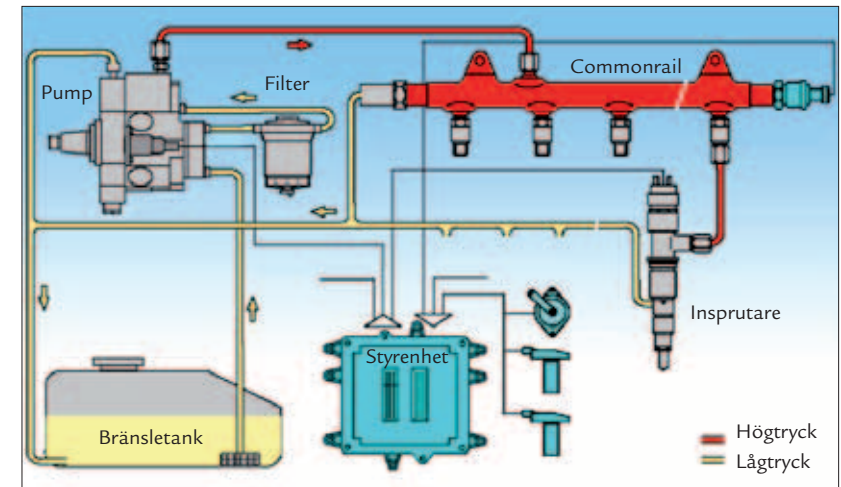 Commonrail
Filter
Pump
Insprutare
Styrenhet
Bränsletank
Högtryck
Lågtryck